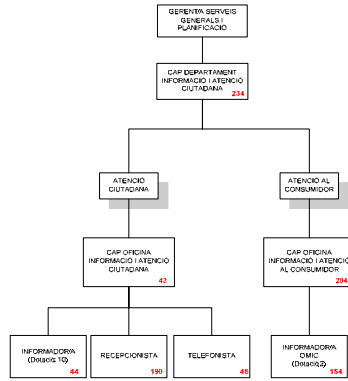 GERENT/A SERVEIS
GENERALS I
PLANIFICACIÓ
CAP DEPARTAMENT
INFORMACIÓ I ATENCIÓ
CIUTADANA
234
ATENCIÓ
CIUTADANA
ATENCIÓ AL
CONSUMIDOR
CAP OFICINA
INFORMACIÓ I ATENCIÓ
CIUTADANA
43
CAP OFICINA
INFORMACIÓ I ATENCIÓ
AL CONSUMIDOR
204
INFORMADOR/A
(Dotació: 10)
44
RECEPCIONISTA
190
TELEFONISTA
45
INFORMADOR/A
OMIC
(Dotació:2)
154